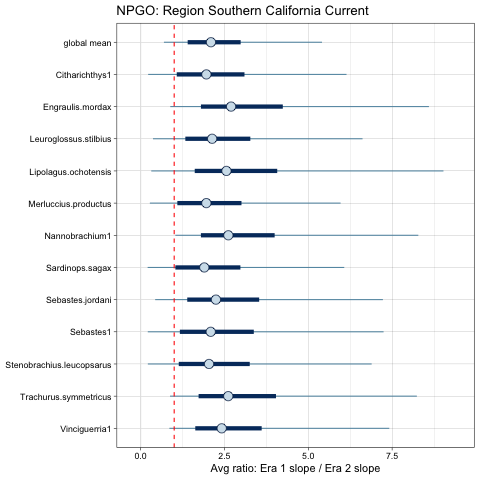 NPGO: Region Southern California Current
global mean
Citharichthys1
Engraulis.mordax
Leuroglossus.stilbius
Lipolagus.ochotensis
Merluccius.productus
Nannobrachium1
Sardinops.sagax
Sebastes.jordani
Sebastes1
Stenobrachius.leucopsarus
Trachurus.symmetricus
Vinciguerria1
0.0 2.5 5.0 7.5
Avg ratio: Era 1 slope / Era 2 slope